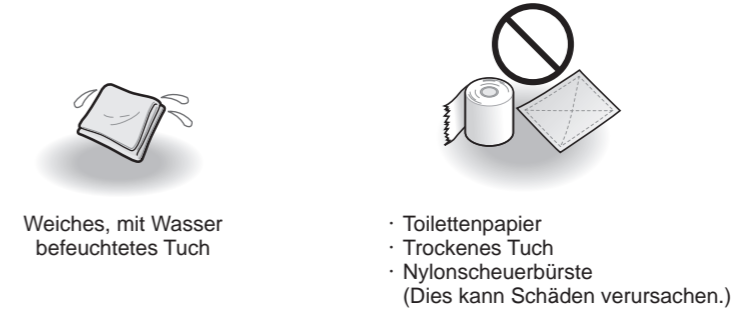 Weiches, mit Wasser
befeuchtetes Tuch
· Toilettenpapier
· Trockenes Tuch
· Nylonscheuerbürste
(Dies kann Schäden verursachen.)